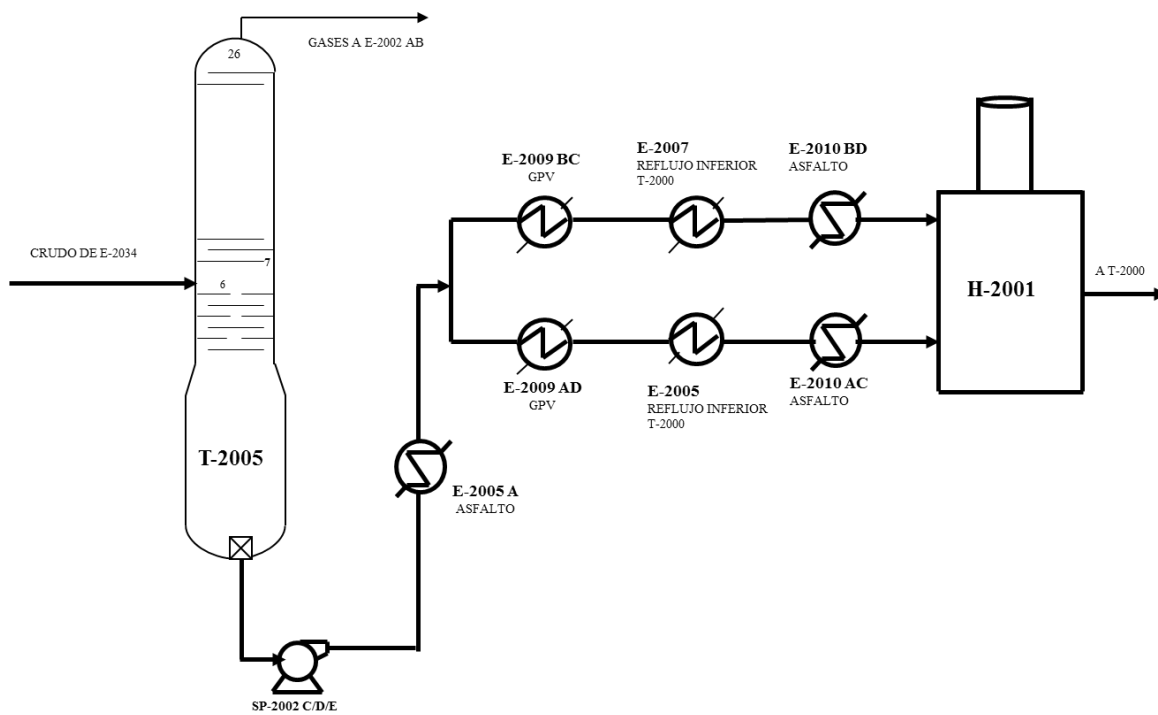 26
GASES A E-2002 AB
E-2009 BC
GPV
E-2007
REFLUJO INFERIOR
T-2000
E-2010 BD
ASFALTO
CRUDO DE E-2034
7
6
H-2001
A T-2000
E-2009 AD
GPV
E-2005
REFLUJO INFERIOR
T-2000
E-2010 AC
ASFALTO
T-2005
E-2005 A
ASFALTO
SP-2002 C/D/E